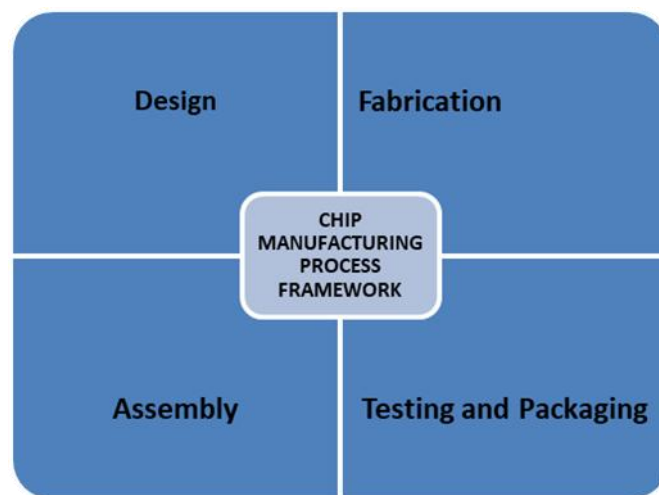 Design
Fabrication
CHIP
MANUFACTURING
PROCESS
FRAMEWORK
Assembly
Testing and Packaging